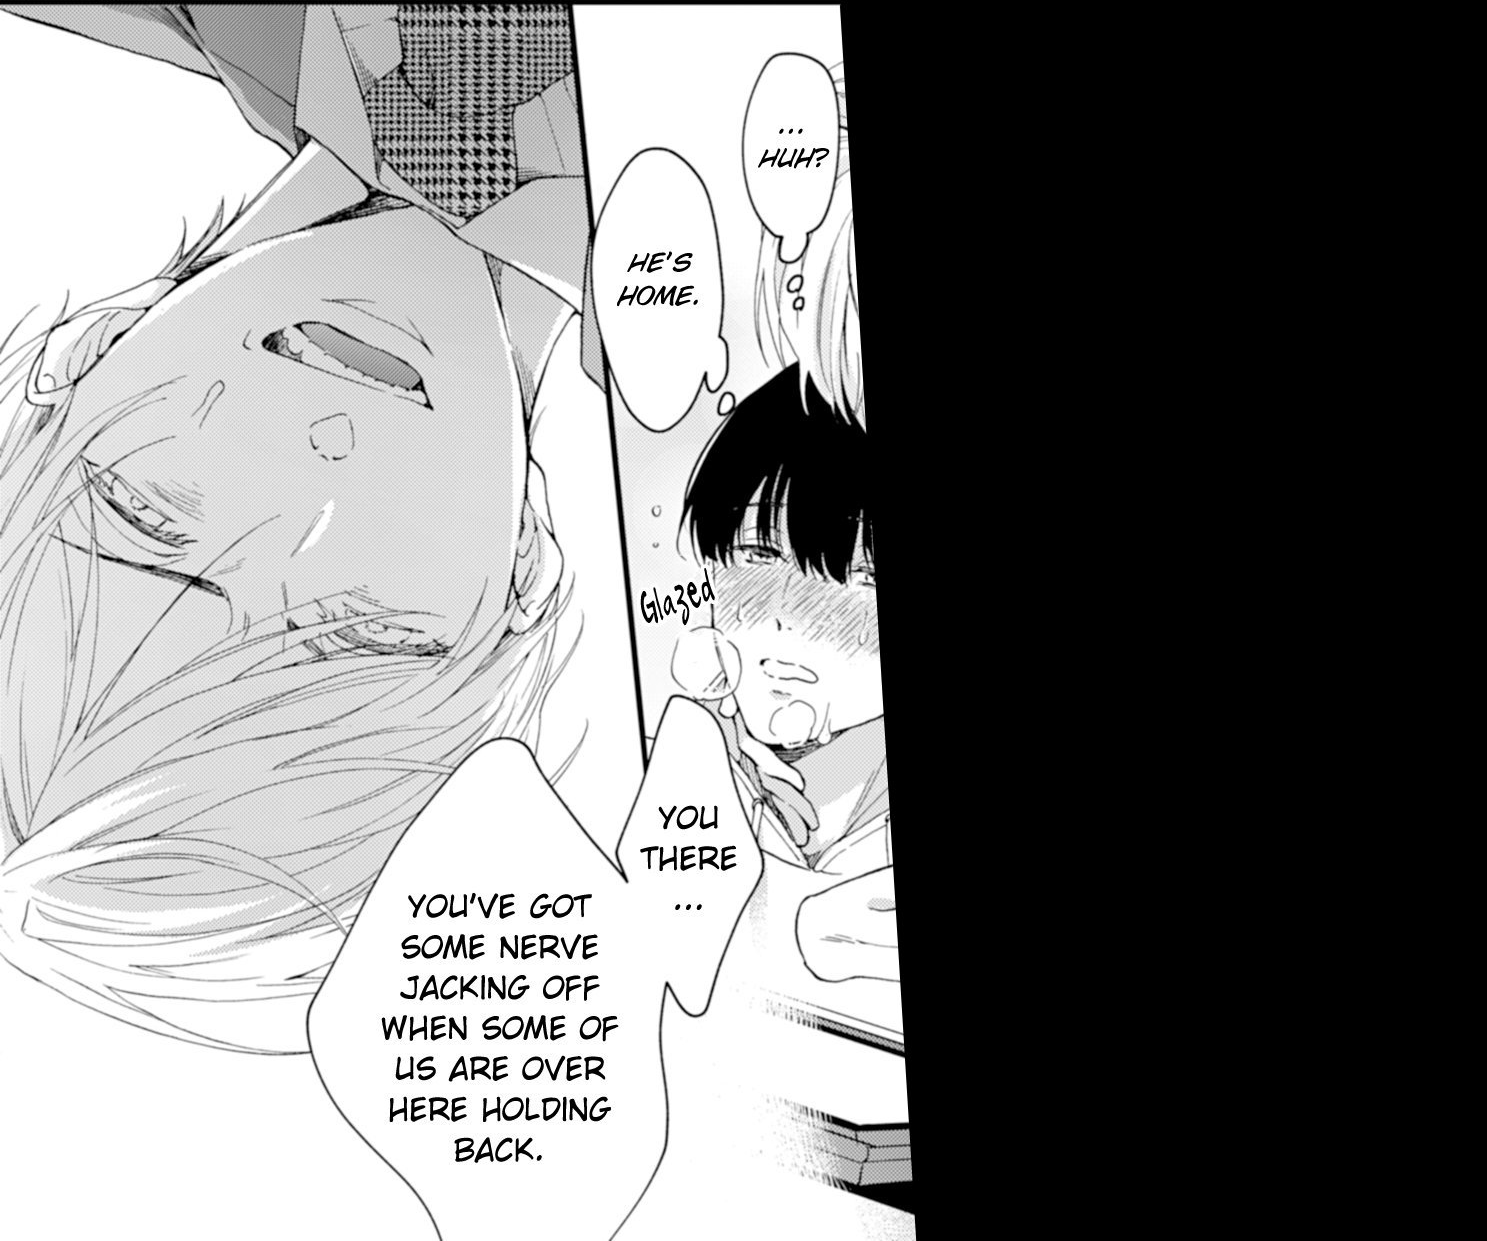 ...
HUH?
HE'S
HOME.
Glazed
YOU
THERE
...
YOU'VE GOT
SOME NERVE
JACKING OFF
WHEN SOME OF
US ARE OVER
HERE HOLDING
BACK.